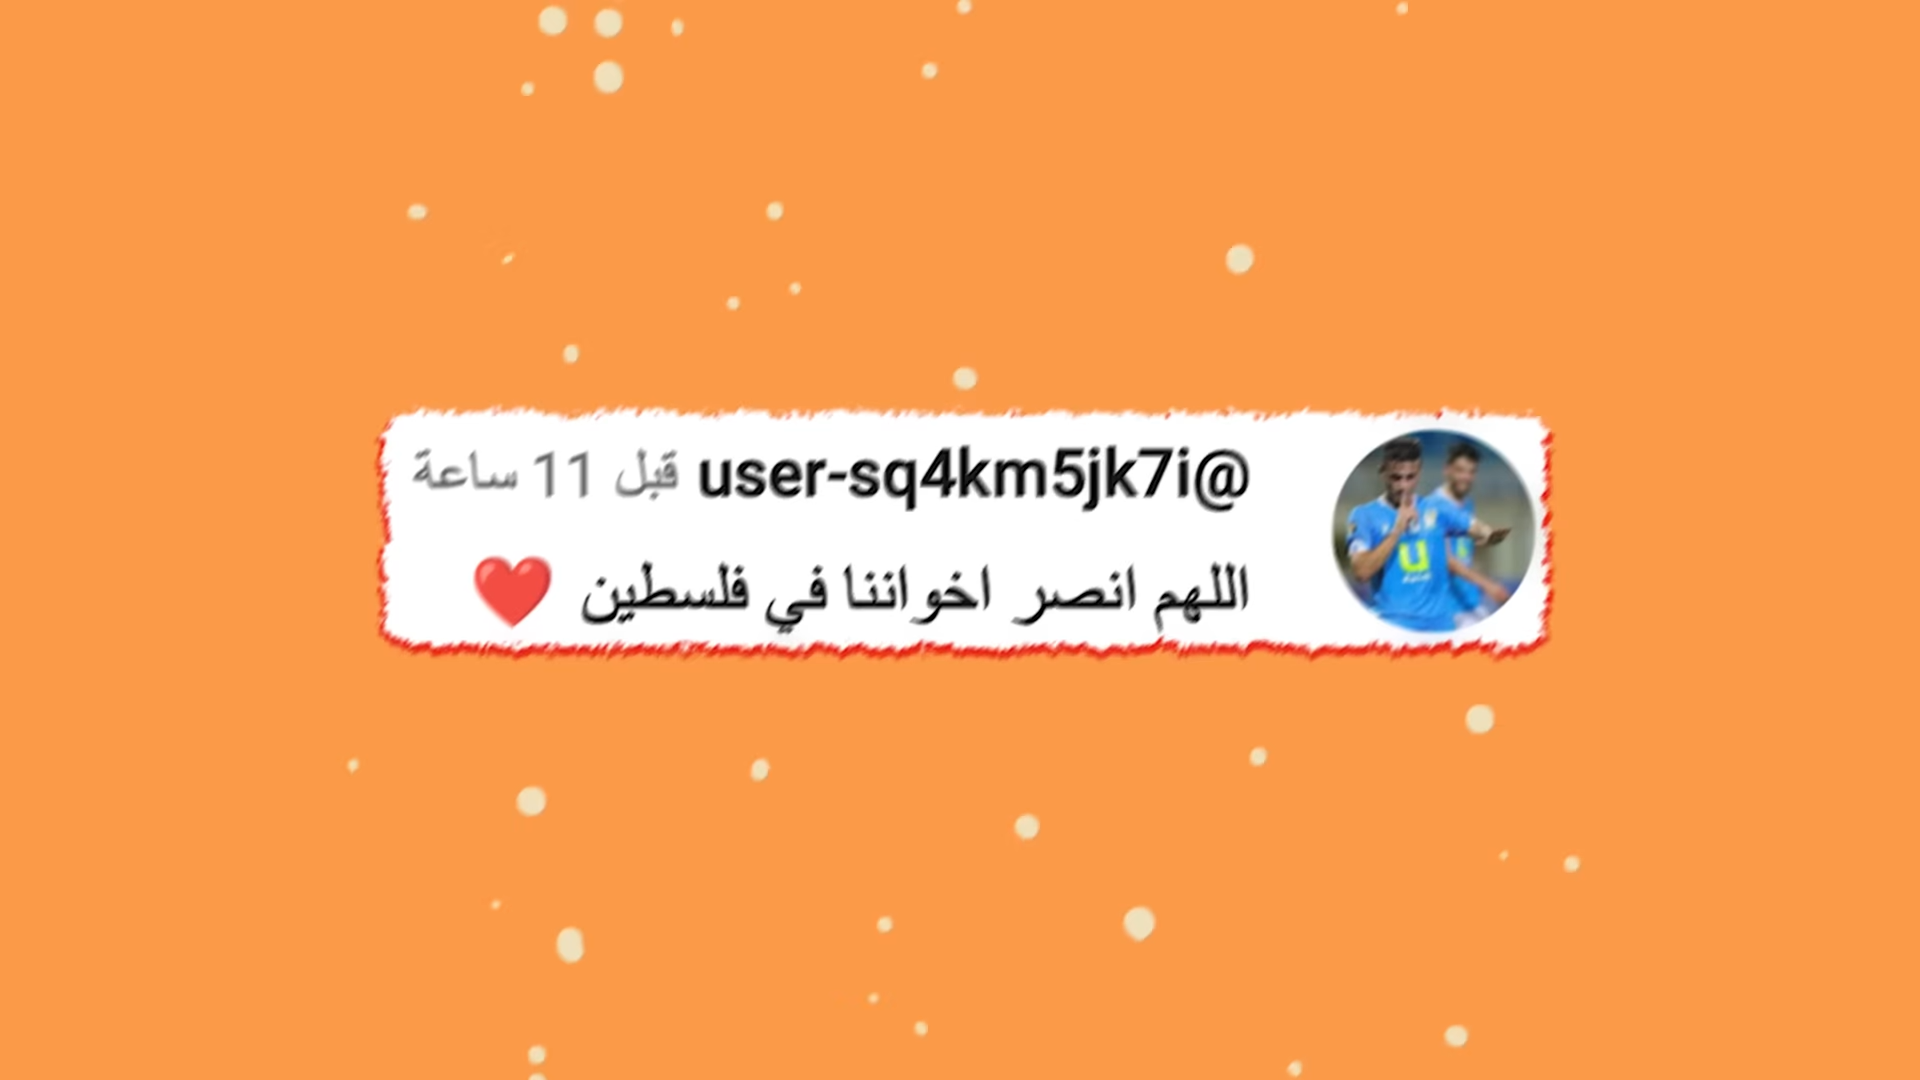 @user-sq4km5jk7i قبل 11 ساعة
اللهم انصر اخواننا في فلسطين ❤️